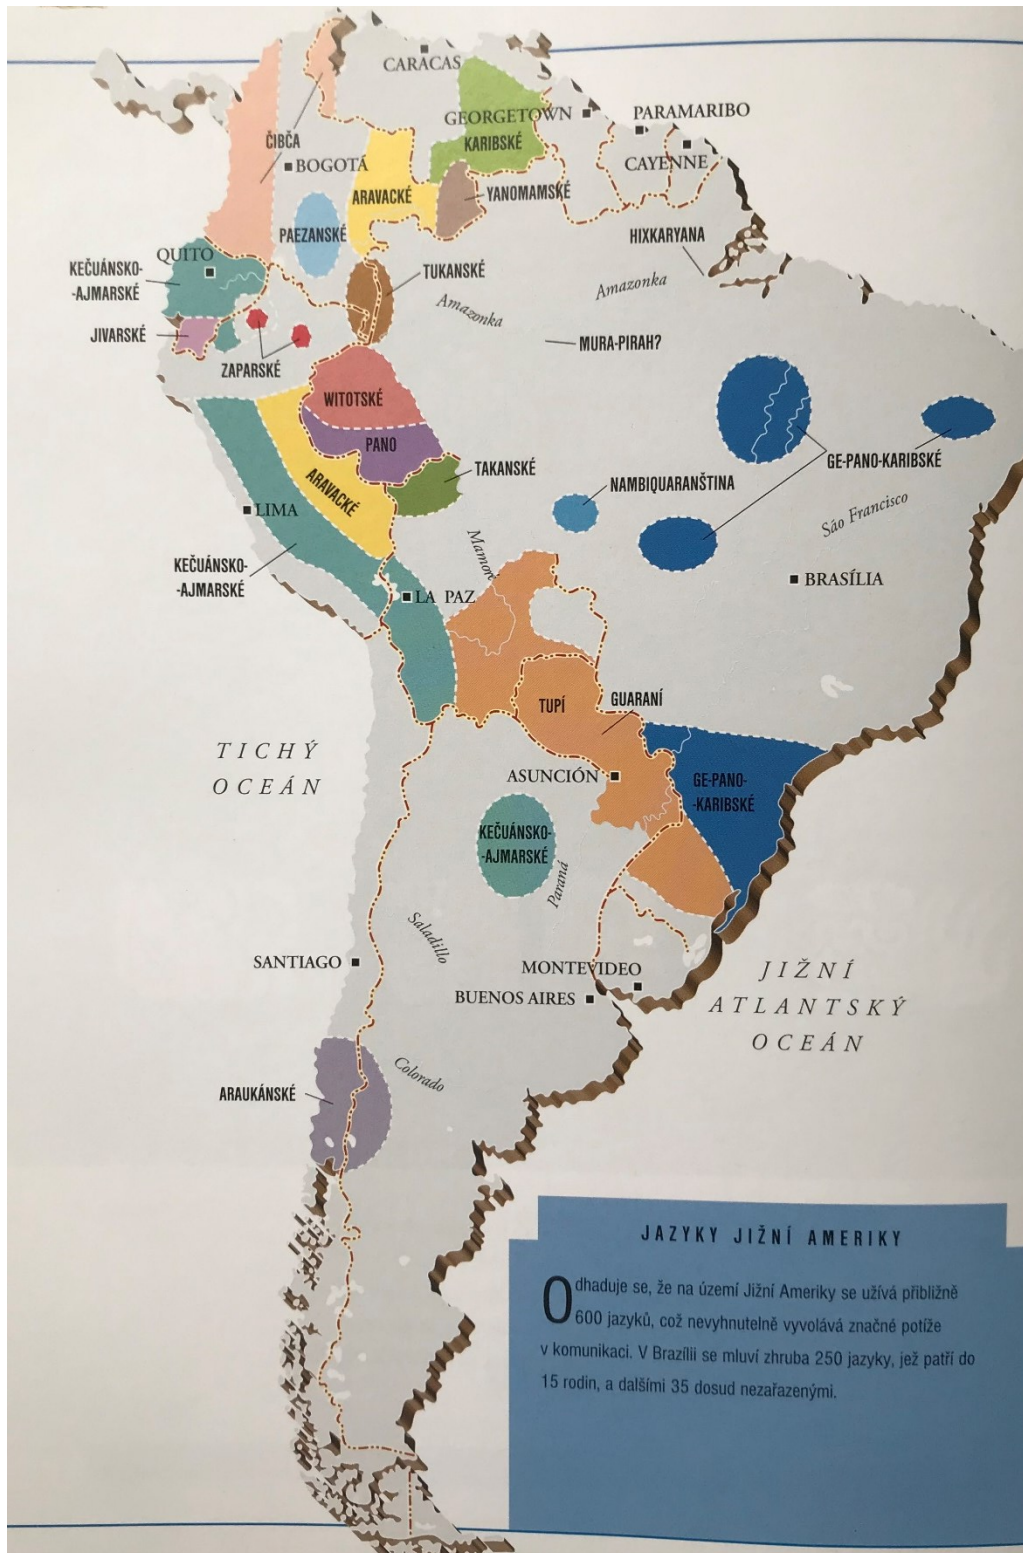 CARACAS
GEORGETOWN
PARAMARIBO
KARIBSKÉ
ČIBČA
BOGOTÁ
CAYENNE
ARAVACKÉ
YANOMAMSKÉ
PAEZANSKÉ
HIXKARYANA
QUITO
KEČUÁNSKO-
-AJMARSKÉ
TUKANSKÉ
Amazonka
Amazonka
JIVARSKÉ
MURA-PIRAH?
ZAPARSKÉ
WITOTSKÉ
PANO
GE-PANO-KARIBSKÉ
TAKANSKÉ
ARAVACKÉ
NAMBIQUARANŠTINA
LIMA
São Francisco
Mamoré
KEČUÁNSKO-
-AJMARSKÉ
BRASÍLIA
LA PAZ
TUPÍ
GUARANÍ
TICHÝ
OCEÁN
ASUNCIÓN
GE-PANO-
-KARIBSKÉ
KEČUÁNSKO-
-AJMARSKÉ
Paraná
Saladillo
SANTIAGO
MONTEVIDEO
BUENOS AIRES
JIŽNÍ
ATLANTSKÝ
OCEÁN
Colorado
ARAUKÁNSKÉ
JAZYKY JIŽNÍ AMERIKY
Odhaduje se, že na území Jižní Ameriky se užívá přibližně
600 jazyků, což nevyhnutelně vyvolává značné potíže
v komunikaci. V Brazílii se mluví zhruba 250 jazyky, jež patří do
15 rodin, a dalšími 35 dosud nezařazenými.